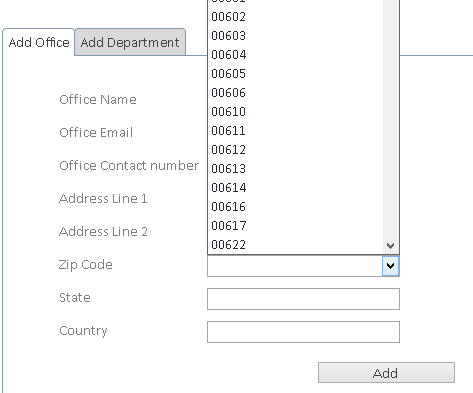 00602
00603
Add Office Add Department
00604
00605
00606
Office Name
00610
00611
Office Email
00612
Office Contact number
00613
00614
Address Line 1
00616
00617
Address Line 2
00622
Zip Code
State
Country
Add